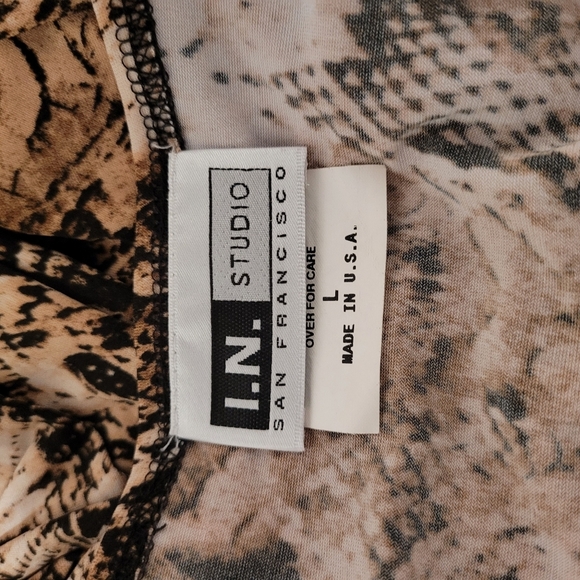 I.N. STUDIO
SAN FRANCISCO
OVER FOR CARE
L
MADE IN U.S.A.